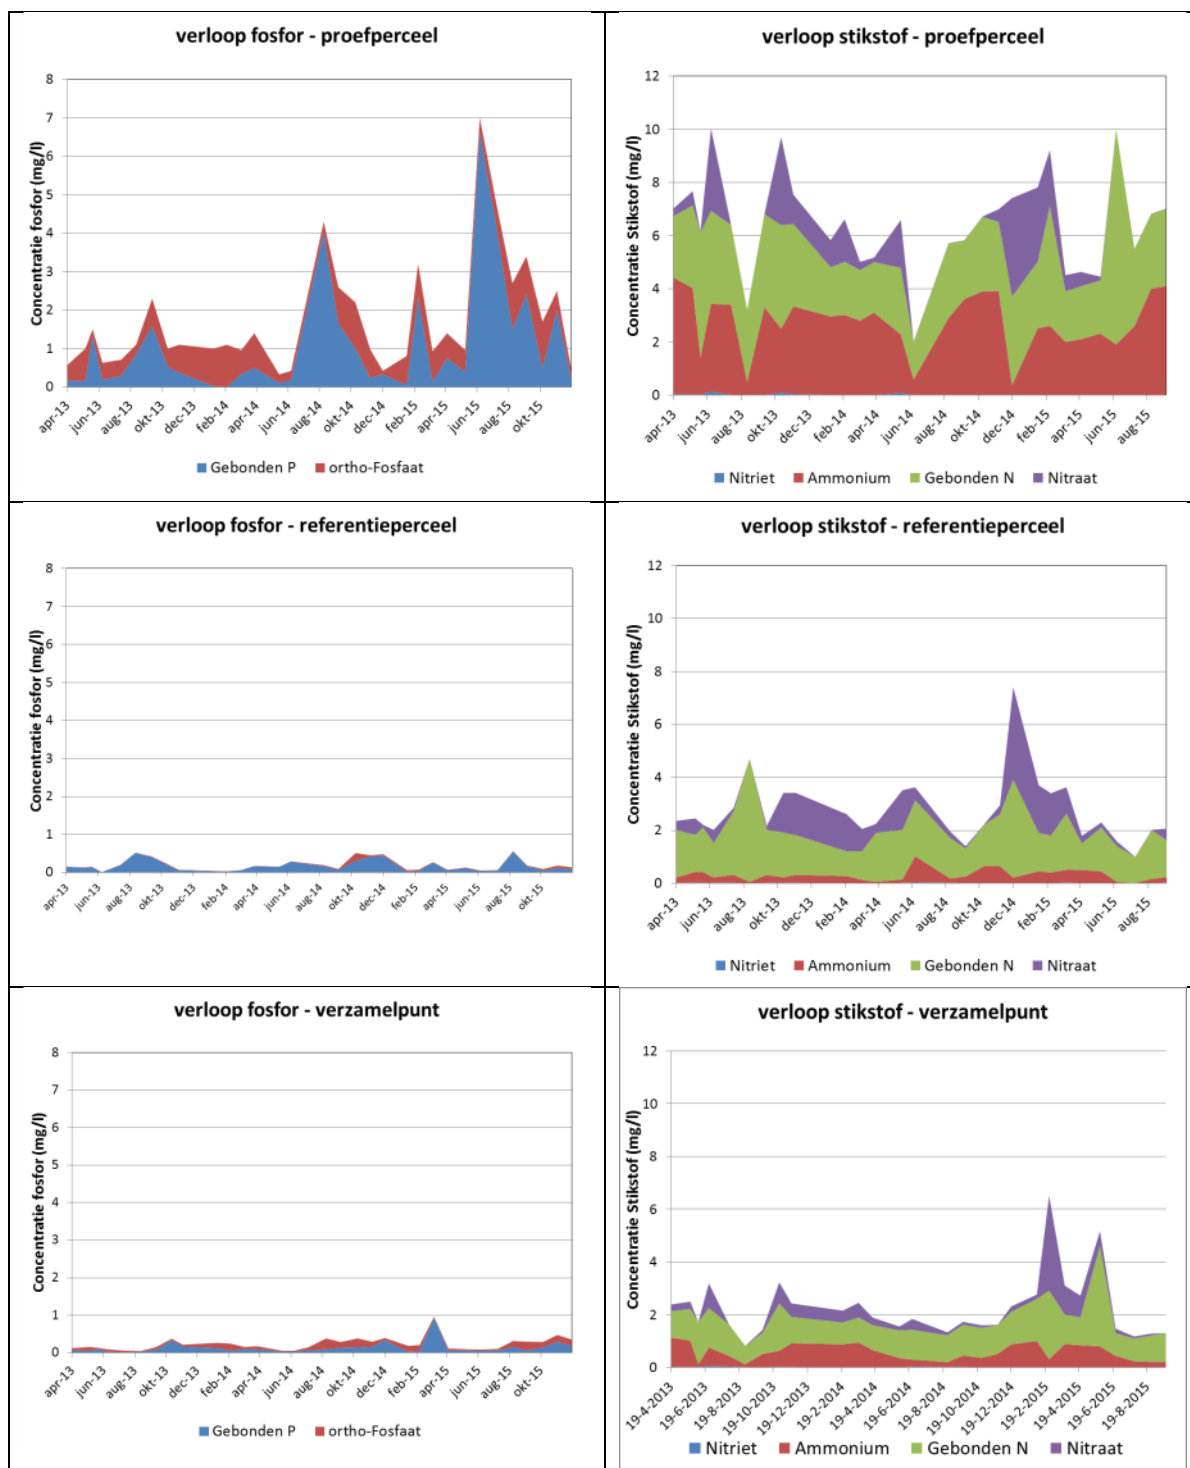 verloop fosfor - proefperceel
Concentratie fosfor (mg/l)
8
7
6
5
4
3
2
1
0
apr-13 jun-13 aug-13 okt-13 dec-13 feb-14 apr-14 jun-14 aug-14 okt-14 dec-14 feb-15 apr-15 jun-15 aug-15 okt-15
Gebonden P ortho-Fosfaat
verloop stikstof - proefperceel
Concentratie Stikstof (mg/l)
12
10
8
6
4
2
0
apr-13 jun-13 aug-13 okt-13 dec-13 feb-14 apr-14 jun-14 aug-14 okt-14 dec-14 feb-15 apr-15 jun-15 aug-15
Nitriet Ammonium Gebonden N Nitraat
verloop fosfor - referentieperceel
Concentratie fosfor (mg/l)
8
7
6
5
4
3
2
1
0
apr-13 jun-13 aug-13 okt-13 dec-13 feb-14 apr-14 jun-14 aug-14 okt-14 dec-14 feb-15 apr-15 jun-15 aug-15 okt-15
verloop stikstof - referentieperceel
Concentratie Stikstof (mg/l)
12
10
8
6
4
2
0
apr-13 jun-13 aug-13 okt-13 dec-13 feb-14 apr-14 jun-14 aug-14 okt-14 dec-14 feb-15 apr-15 jun-15 aug-15
Nitriet Ammonium Gebonden N Nitraat
verloop fosfor - verzamelpunt
Concentratie fosfor (mg/l)
8
7
6
5
4
3
2
1
0
apr-13 jun-13 aug-13 okt-13 dec-13 feb-14 apr-14 jun-14 aug-14 okt-14 dec-14 feb-15 apr-15 jun-15 aug-15 okt-15
Gebonden P ortho-Fosfaat
verloop stikstof - verzamelpunt
Concentratie Stikstof (mg/l)
12
10
8
6
4
2
0
19-4-2013 19-6-2013 19-8-2013 19-10-2013 19-12-2013 19-2-2014 19-4-2014 19-6-2014 19-8-2014 19-10-2014 19-12-2014 19-2-2015 19-4-2015 19-6-2015 19-8-2015
Nitriet Ammonium Gebonden N Nitraat